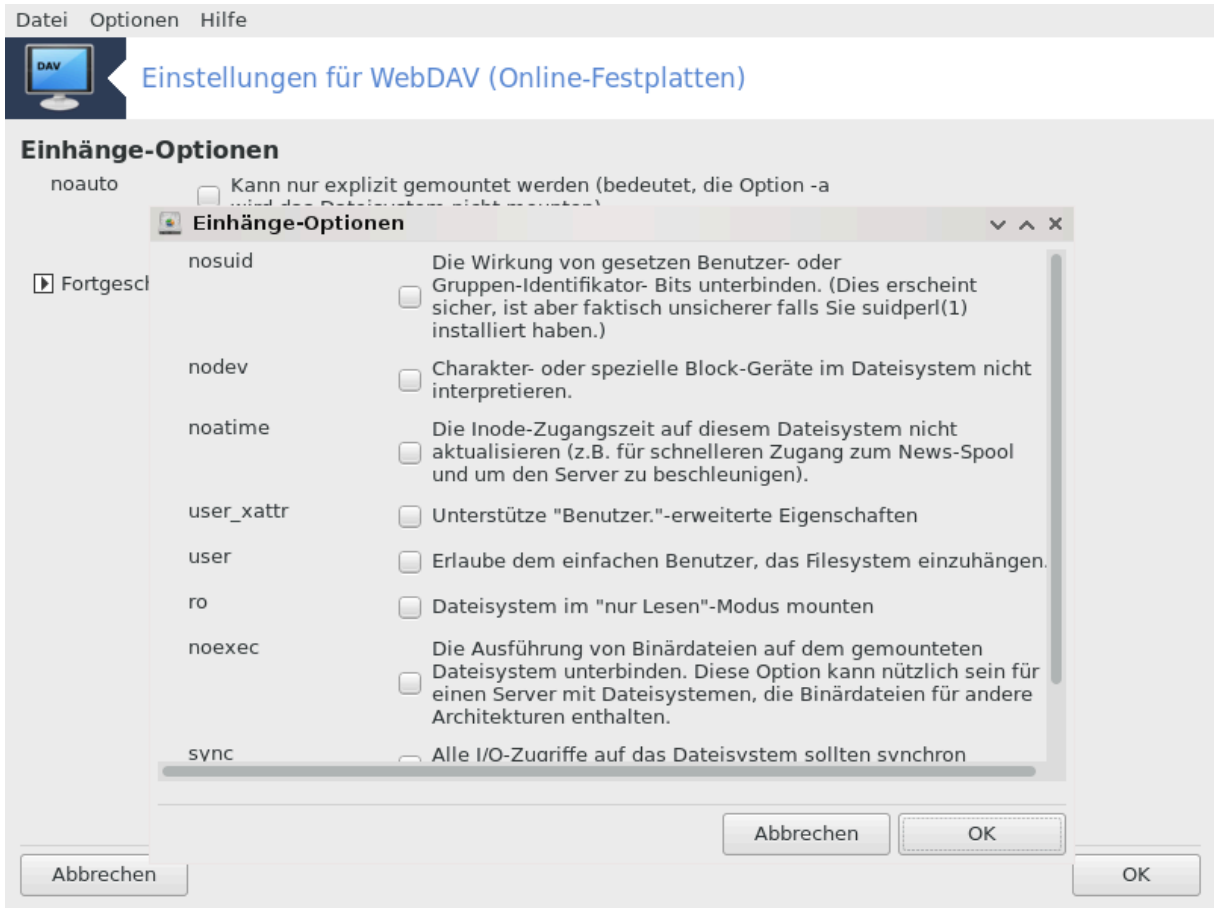 Datei Optionen Hilfe
DAV
Einstellungen für WebDAV (Online-Festplatten)
Einhänge-Optionen
noauto
Kann nur explizit gemountet werden (bedeutet, die Option -a
wird das Dateisystem nicht mounten)
Einhänge-Optionen
Fortgesch
nosuid
Die Wirkung von gesetzen Benutzer- oder
Gruppen-Identifikator- Bits unterbinden. (Dies erscheint
sicher, ist aber faktisch unsicherer falls Sie suidperl(1)
installiert haben.)
nodev
Charakter- oder spezielle Block-Geräte im Dateisystem nicht
interpretieren.
noatime
Die Inode-Zugangszeit auf diesem Dateisystem nicht
aktualisieren (z.B. für schnelleren Zugang zum News-Spool
und um den Server zu beschleunigen).
user_xattr
Unterstütze "Benutzer."-erweiterte Eigenschaften
user
Erlaube dem einfachen Benutzer, das Filesystem einzuhängen.
ro
Dateisystem im "nur Lesen"-Modus mounten
noexec
Die Ausführung von Binärdateien auf dem gemounteten
Dateisystem unterbinden. Diese Option kann nützlich sein für
einen Server mit Dateisystemen, die Binärdateien für andere
Architekturen enthalten.
sync
Alle I/O-Zugriffe auf das Dateisystem sollten synchron
Abbrechen
OK
Abbrechen
OK